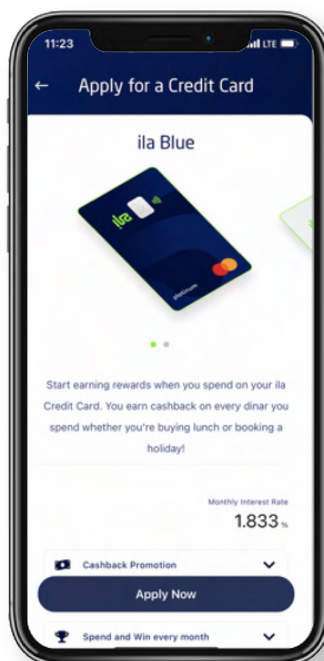 11:23
LTE
Apply for a Credit Card
ila Blue
ila
platinum
Start earning rewards when you spend on your ila
Credit Card. You earn cashback on every dinar you
spend whether you're buying lunch or booking a
holiday!
Monthly Interest Rate
1.833 %
Cashback Promotion
Apply Now
Spend and Win every month